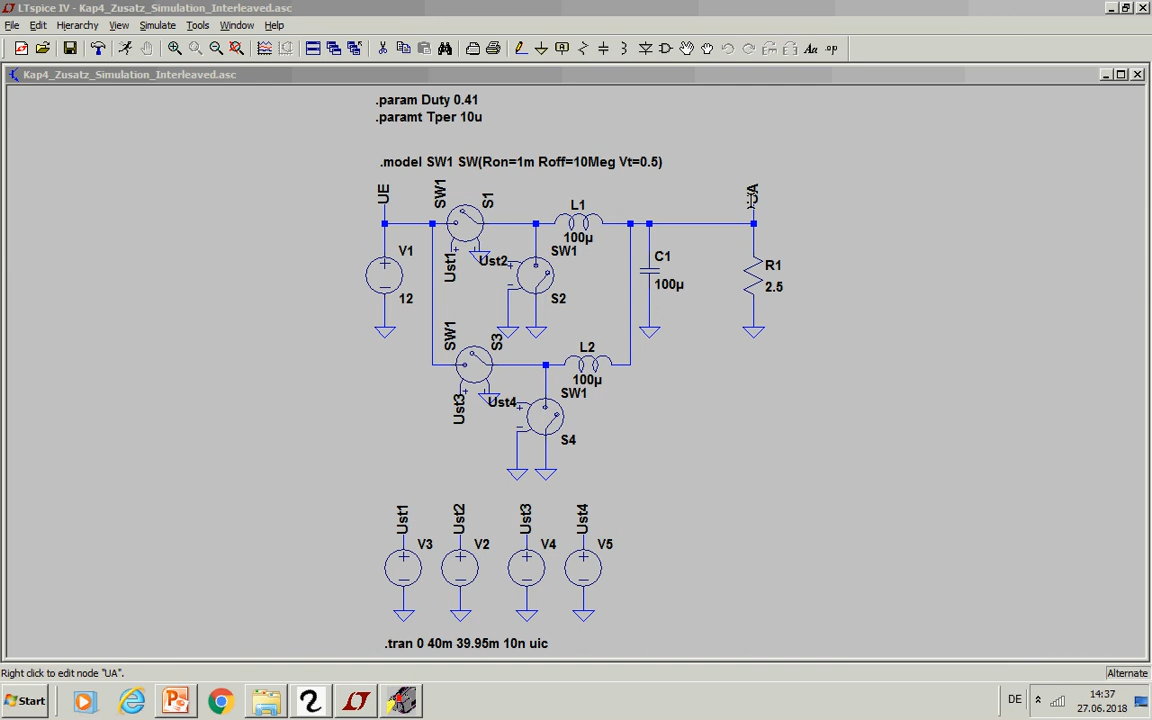 LTspice IV - Kap4_Zusatz_Simulation_Interleaved.asc
File Edit Hierarchy View Simulate Tools Window Help
Aa .op
Kap4_Zusatz_Simulation_Interleaved.asc
.param Duty 0.41
.paramt Tper 10u
.model SW1 SW(Ron=1m Roff=10Meg Vt=0.5)
UE
SW1
S1
L1
100µ
UA
V1
12
Ust1
Ust2
SW1
S2
C1
100µ
R1
2.5
SW1
S3
L2
100µ
Ust3
Ust4
SW1
S4
Ust1 Ust2 Ust3 Ust4
V3 V2 V4 V5
.tran 0 40m 39.95m 10n uic
Right click to edit node "UA".
Alternate
Start
DE
14:37
27.06.2018